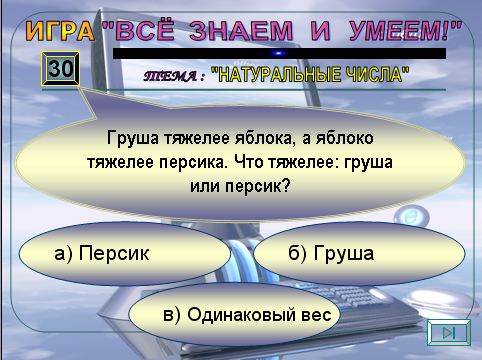 ИГРА "ВСЁ ЗНАЕМ И УМЕЕМ!"
30
ТЕМА: "НАТУРАЛЬНЫЕ ЧИСЛА"
Груша тяжелее яблока, а яблоко
тяжелее персика. Что тяжелее: груша
или персик?
а) Персик
б) Груша
в) Одинаковый вес